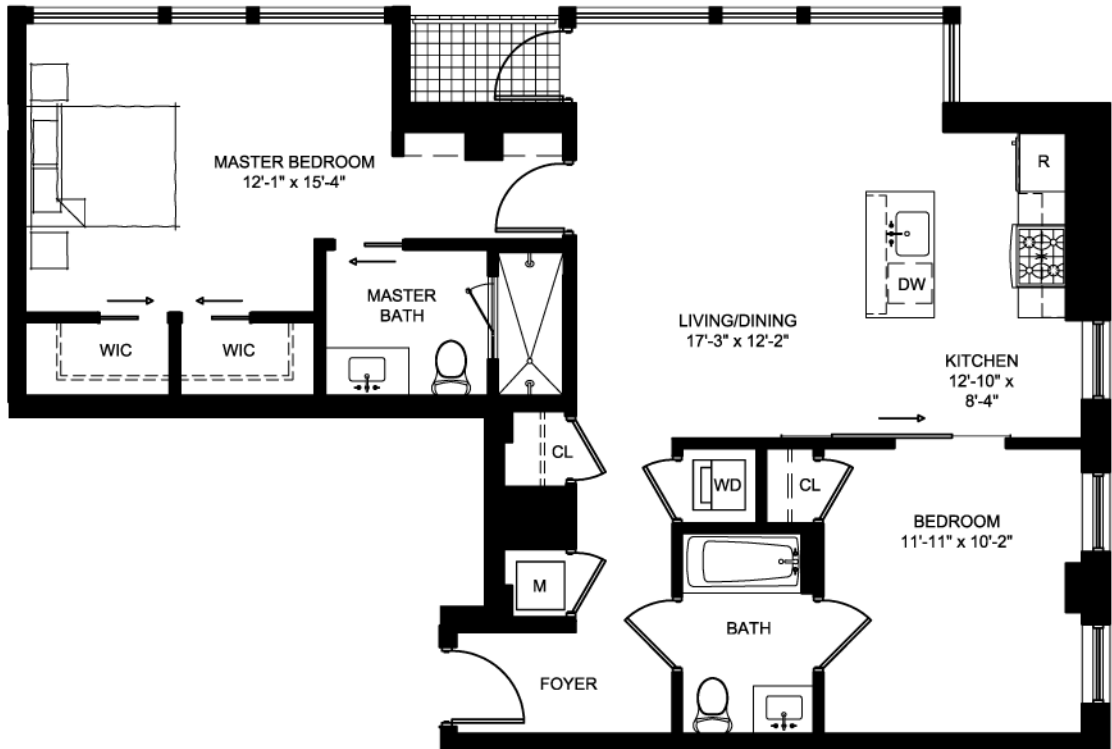 MASTER BEDROOM
12'-1" x 15'-4"
R
DW
MASTER
BATH
WIC
WIC
LIVING/DINING
17'-3" x 12'-2"
KITCHEN
12'-10" x
8'-4"
CL
WD
CL
BEDROOM
11'-11" x 10'-2"
M
BATH
FOYER